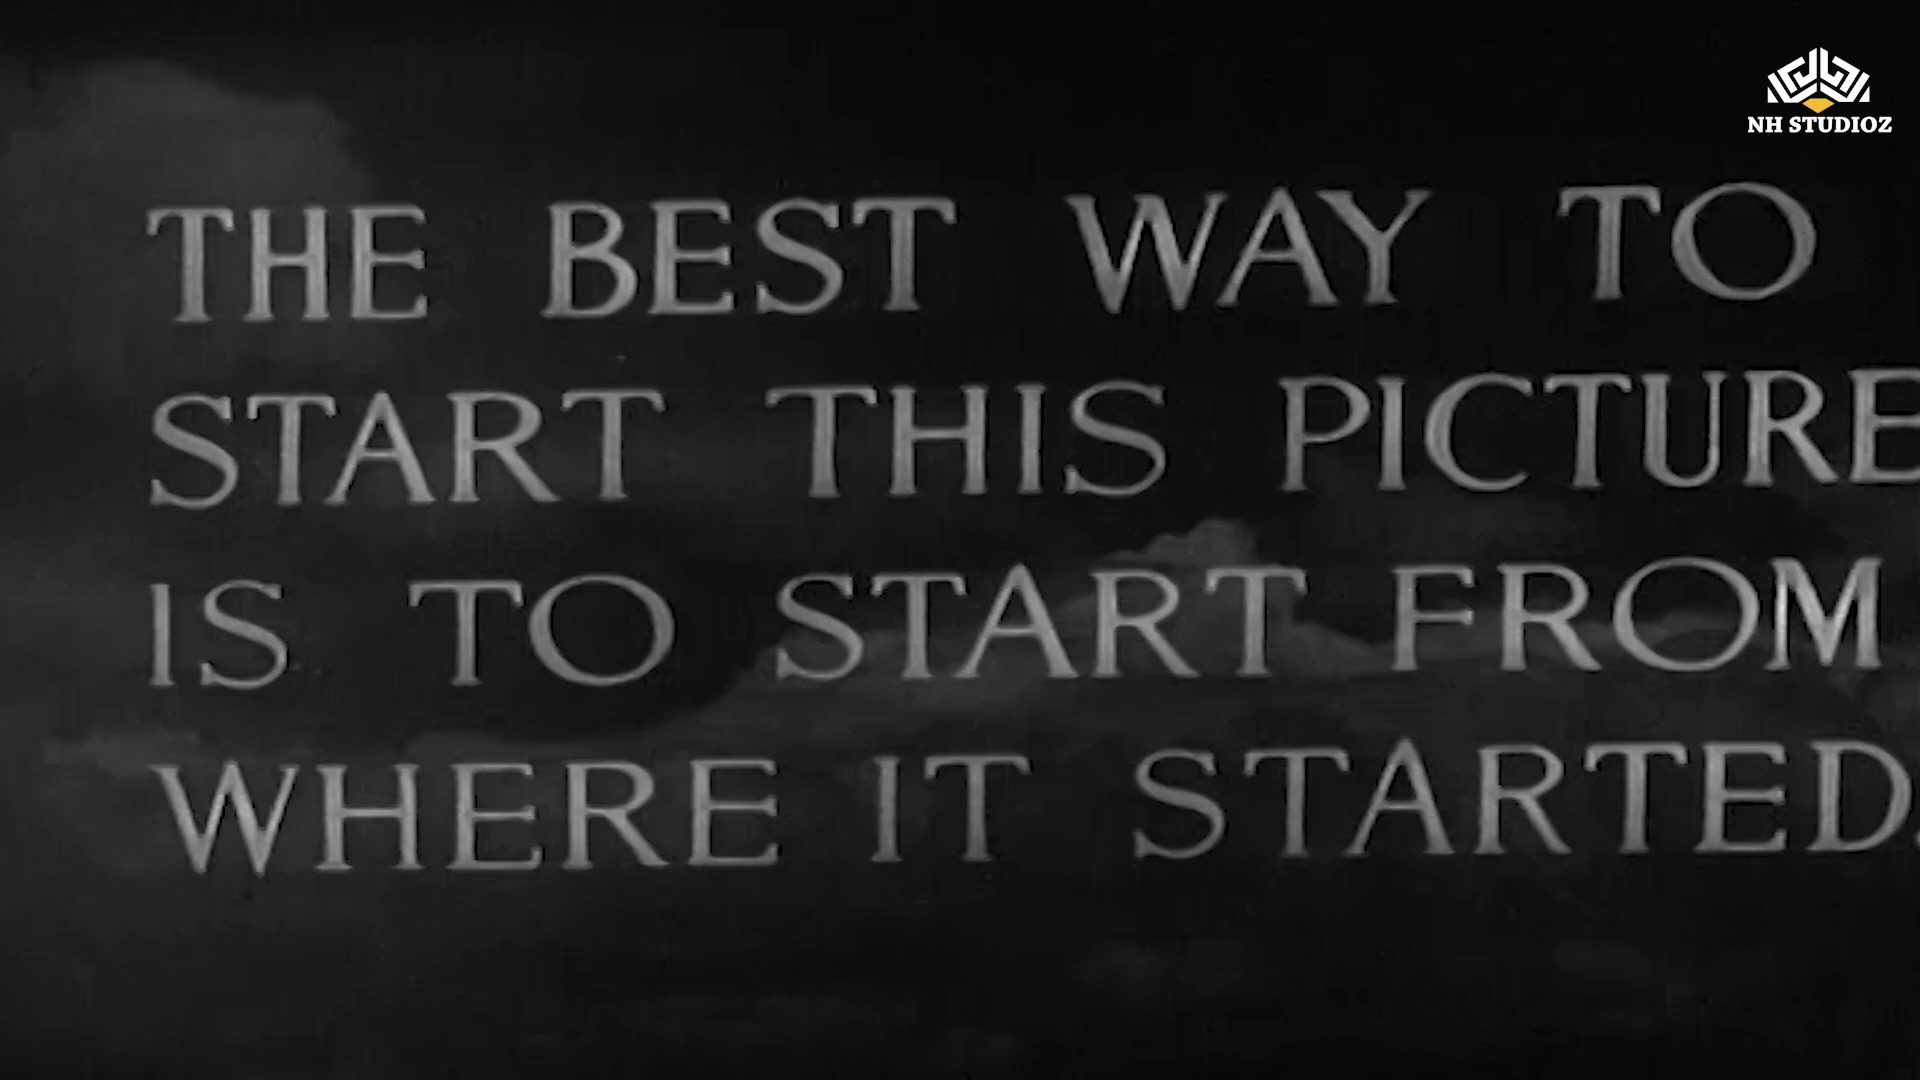 NH STUDIOZ
THE BEST WAY TO
START THIS PICTURE
IS TO START FROM
WHERE IT STARTED.